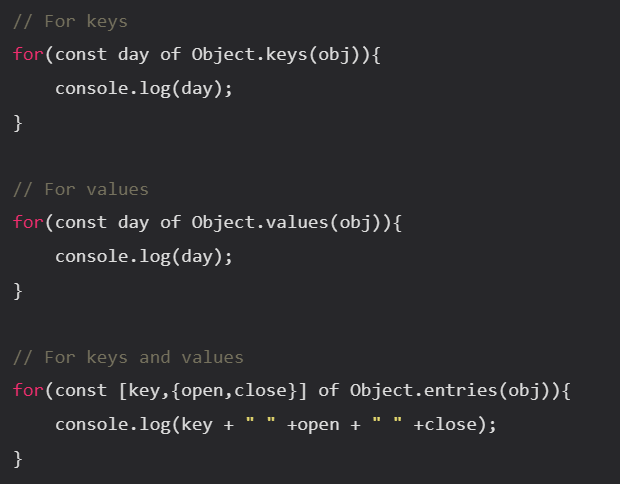 // For keys
for(const day of Object.keys(obj)){
    console.log(day);
}

// For values
for(const day of Object.values(obj)){
    console.log(day);
}

// For keys and values
for(const [key,{open,close}] of Object.entries(obj)){
    console.log(key + " " +open + " " +close);
}